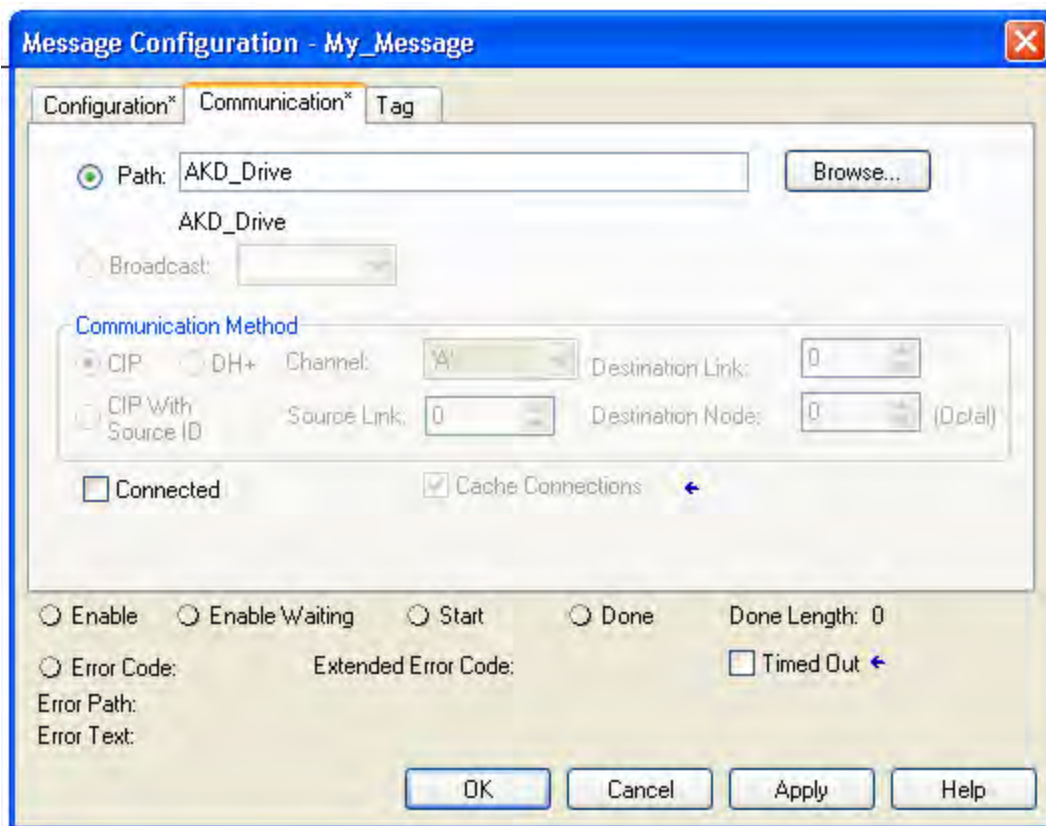 Message Configuration - My_Message
Configuration* Communication* Tag
Path: AKD_Drive Browse...
AKD_Drive
Broadcast:
Communication Method
CIP DH+ Channel: 'A' Destination Link: 0
CIP With Source ID Source Link: 0 Destination Node: 0 (Octal)
Connected Cache Connections ←
Enable Enable Waiting Start Done Done Length: 0
Error Code: Extended Error Code: Timed Out ←
Error Path:
Error Text:
OK Cancel Apply Help